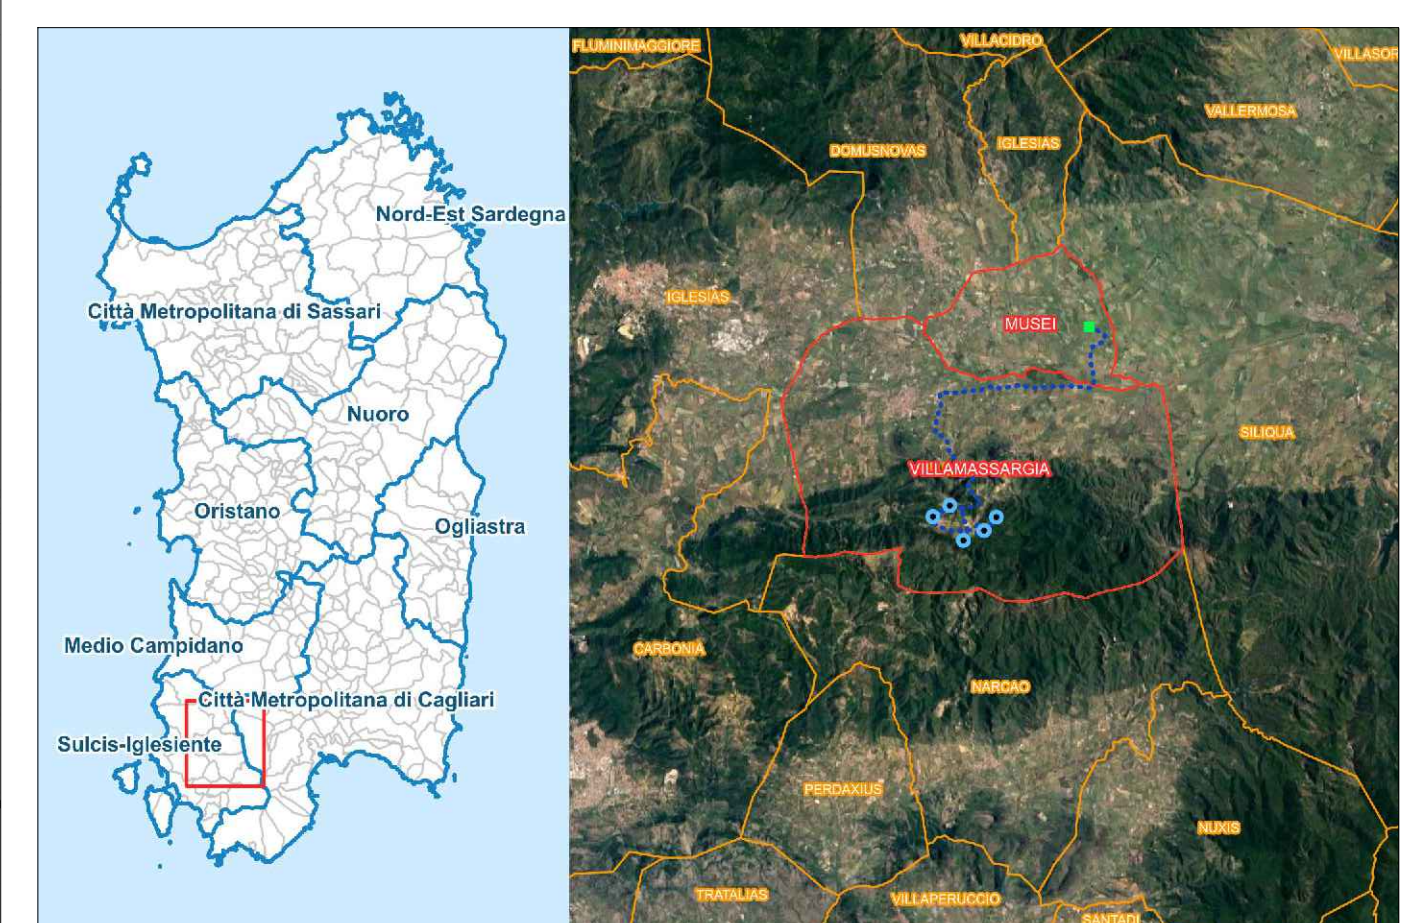 Nord-Est Sardegna
Città Metropolitana di Sassari
Nuoro
Oristano
Ogliastra
Medio Campidano
Città Metropolitana di Cagliari
Sulcis-Iglesiente
FLUMINIMAGGIORE
VILLACIDRO
VILLASOR
VALLERMOSA
DOMUSNOVAS
IGLESIAS
IGLESIAS
MUSEI
SILIQUA
VILLAMASSARGIA
CARBONIA
NARCAO
PERDAXIUS
NUXIS
TRATALIAS
VILLAPERUCCIO
SANTADI